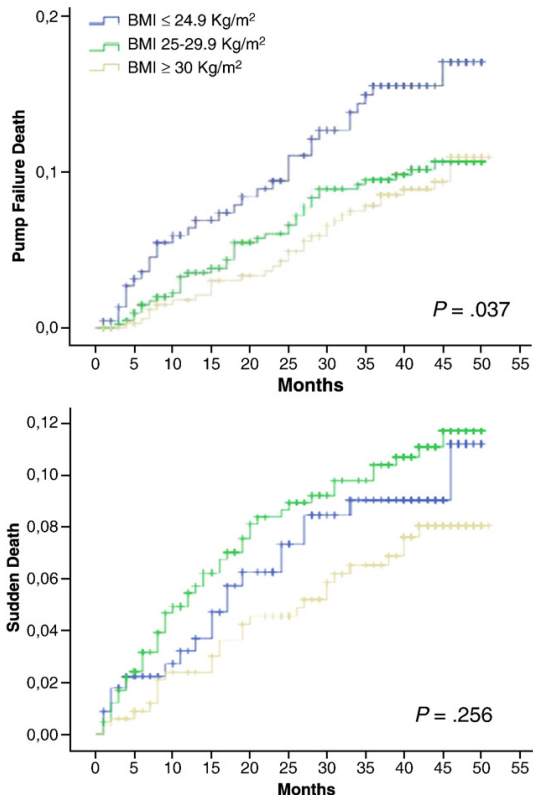 BMI ≤ 24.9 Kg/m²
BMI 25-29.9 Kg/m²
BMI ≥ 30 Kg/m²
Pump Failure Death
0,2
0,1
0,0
P = .037
0 5 10 15 20 25 30 35 40 45 50 55
Months
Sudden Death
0,12
0,10
0,08
0,06
0,04
0,02
0,00
P = .256
0 5 10 15 20 25 30 35 40 45 50 55
Months